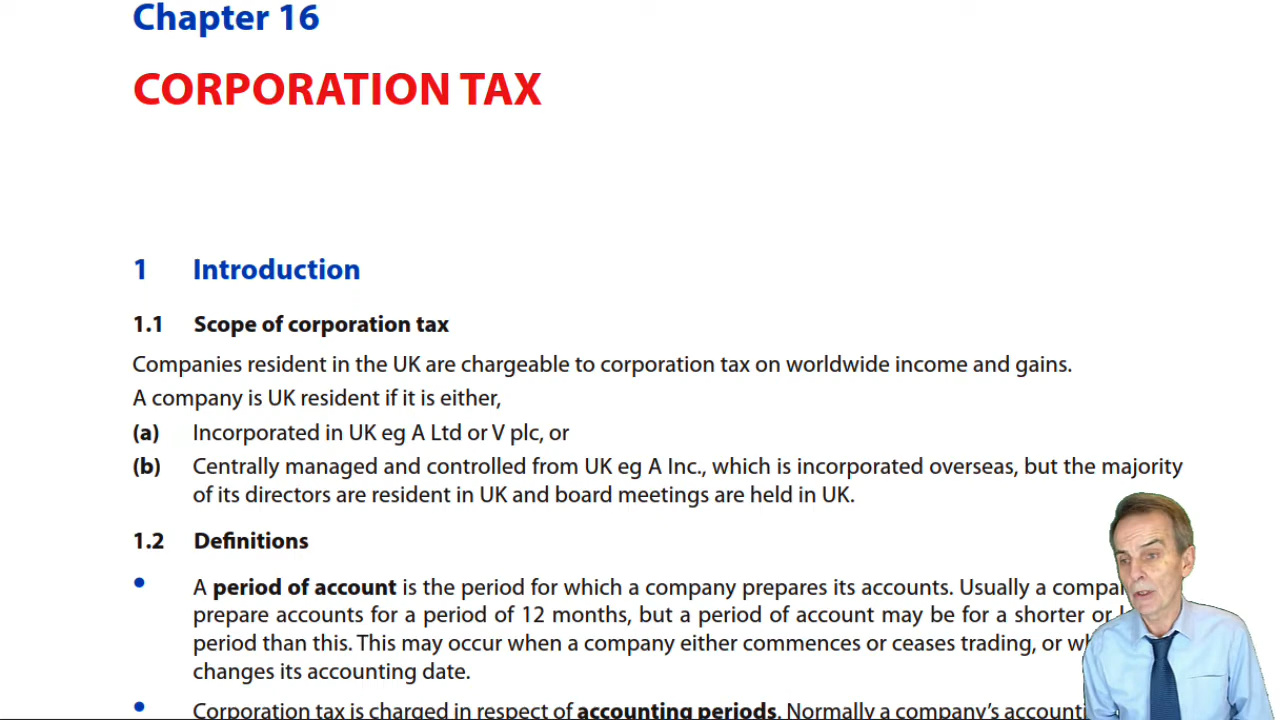 Chapter 16
CORPORATION TAX
1 Introduction
1.1 Scope of corporation tax
Companies resident in the UK are chargeable to corporation tax on worldwide income and gains.
A company is UK resident if it is either,
(a) Incorporated in UK eg A Ltd or V plc, or
(b) Centrally managed and controlled from UK eg A Inc., which is incorporated overseas, but the majority
of its directors are resident in UK and board meetings are held in UK.
1.2 Definitions
• A period of account is the period for which a company prepares its accounts. Usually a
prepare accounts for a period of 12 months, but a period of account may be for a shorter or
period than this. This may occur when a company either commences or ceases trading, or
changes its accounting date.
• Corporation tax is charged in respect of accounting periods. Normally a company's